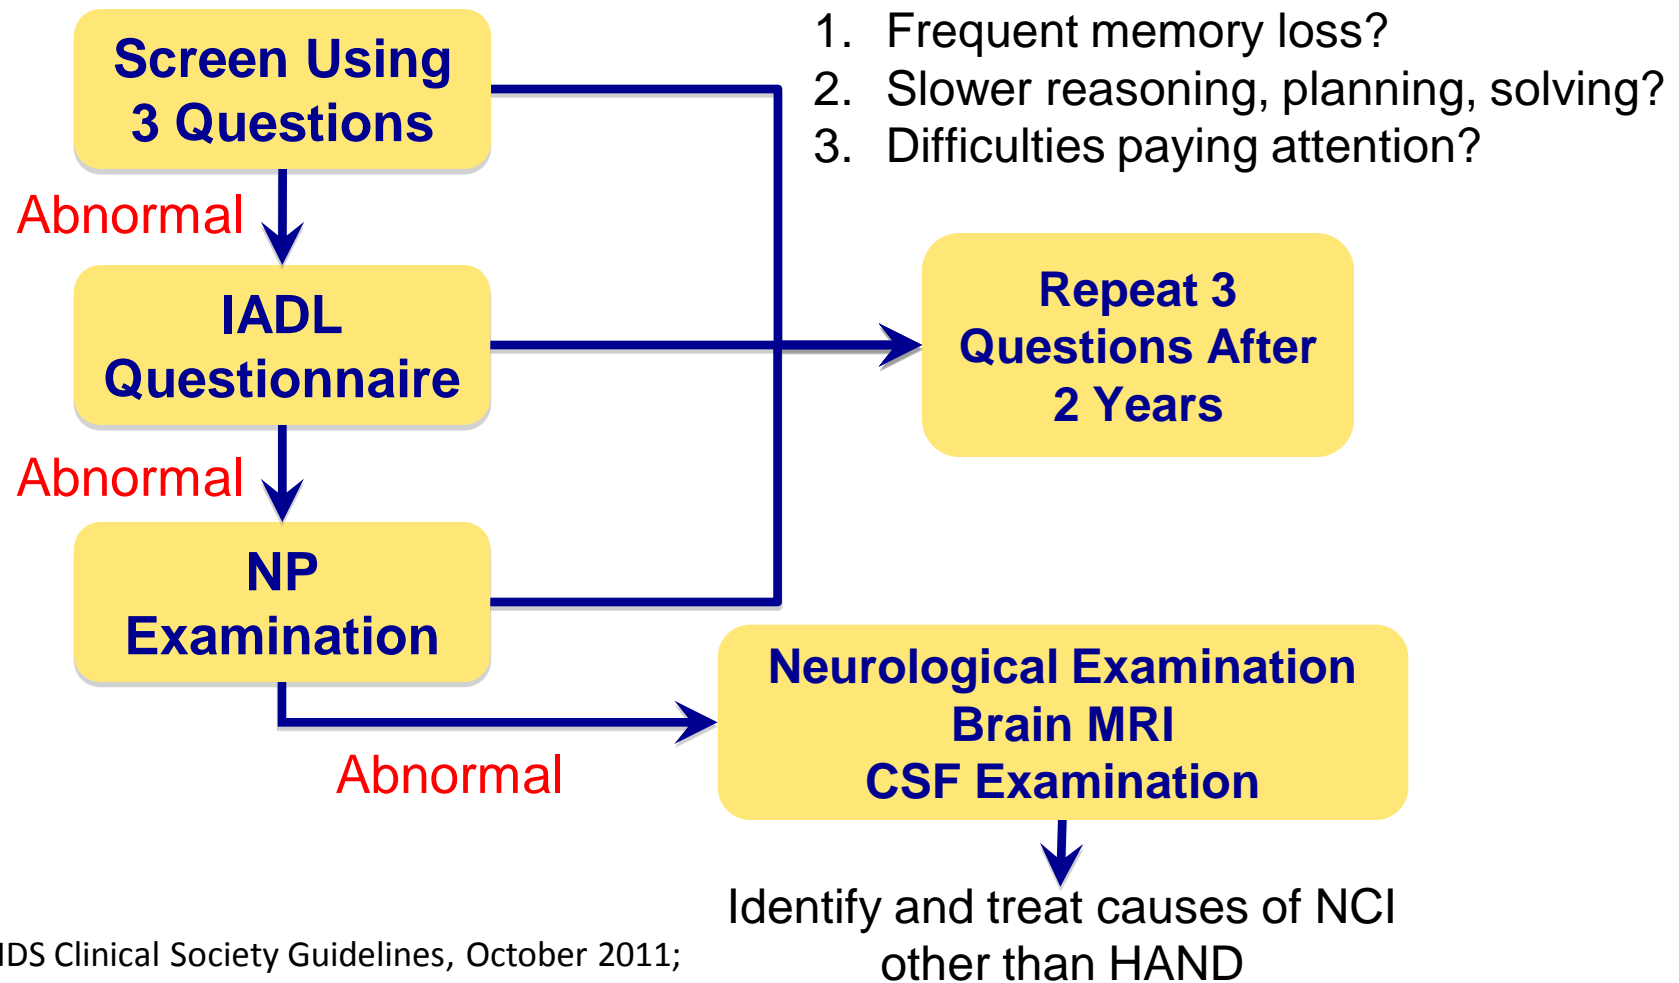 Screen Using
3 Questions
1. Frequent memory loss?
2. Slower reasoning, planning, solving?
3. Difficulties paying attention?
Abnormal
IADL
Questionnaire
Repeat 3
Questions After
2 Years
Abnormal
NP
Examination
Neurological Examination
Brain MRI
CSF Examination
Abnormal
Identify and treat causes of NCI
other than HAND
IDS Clinical Society Guidelines, October 2011;